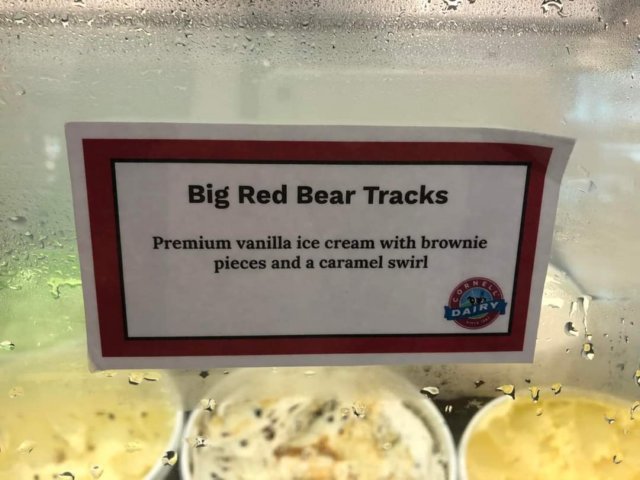 Big Red Bear Tracks
Premium vanilla ice cream with brownie
pieces and a caramel swirl
CORNELL
DAIRY